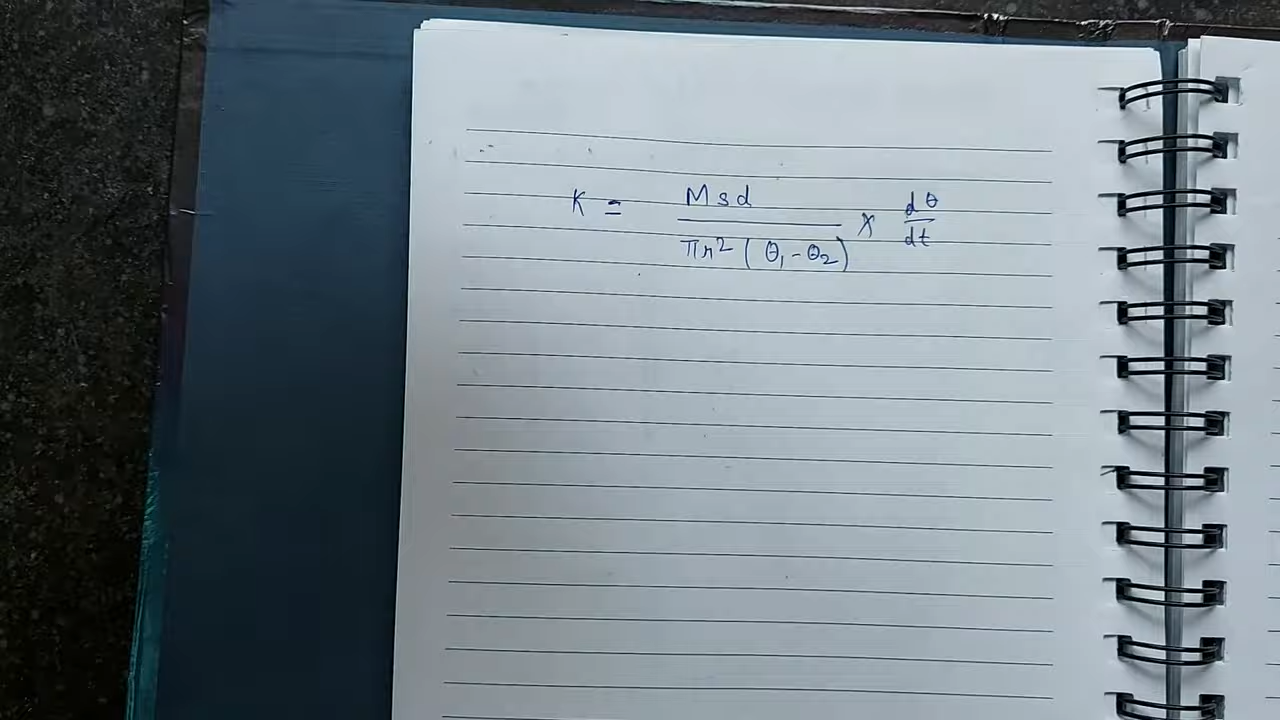 K = Msd / πr² (θ₁ - θ₂) × dθ/dt